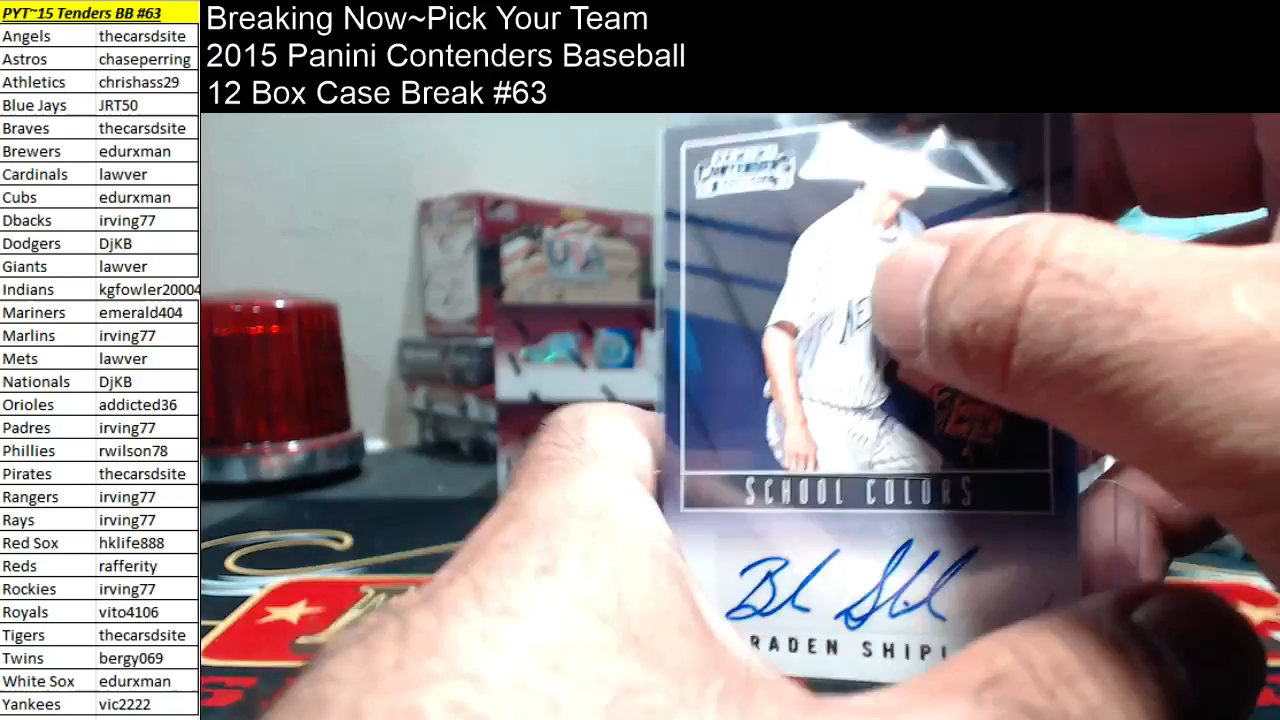 PYT~15 Tenders BB #63
Angels thecarsdsite
Astros chaseperring
Athletics chrishass29
Blue Jays JRT50
Braves thecarsdsite
Brewers edurxman
Cardinals lawver
Cubs edurxman
Dbacks irving77
Dodgers DjKB
Giants lawver
Indians kgfowler20004
Mariners emerald404
Marlins irving77
Mets lawver
Nationals DjKB
Orioles addicted36
Padres irving77
Phillies rwilson78
Pirates thecarsdsite
Rangers irving77
Rays irving77
Red Sox hklife888
Reds rafferity
Rockies irving77
Royals vito4106
Tigers thecarsdsite
Twins bergy069
White Sox edurxman
Yankees vic2222
Breaking Now~Pick Your Team
2015 Panini Contenders Baseball
12 Box Case Break #63
USA
SCHOOL COLORS
RADEN SHIPL